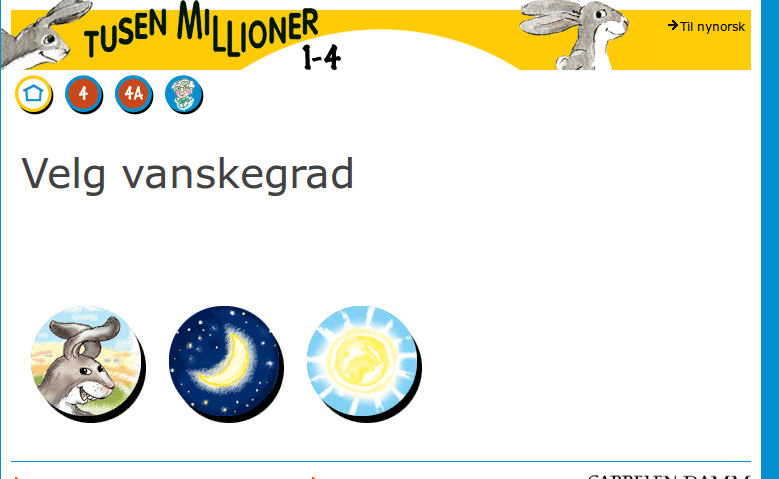 TUSEN MILLIONER
1-4
Til nynorsk
4
4A
Velg vanskegrad
CAPPELEN DAMM